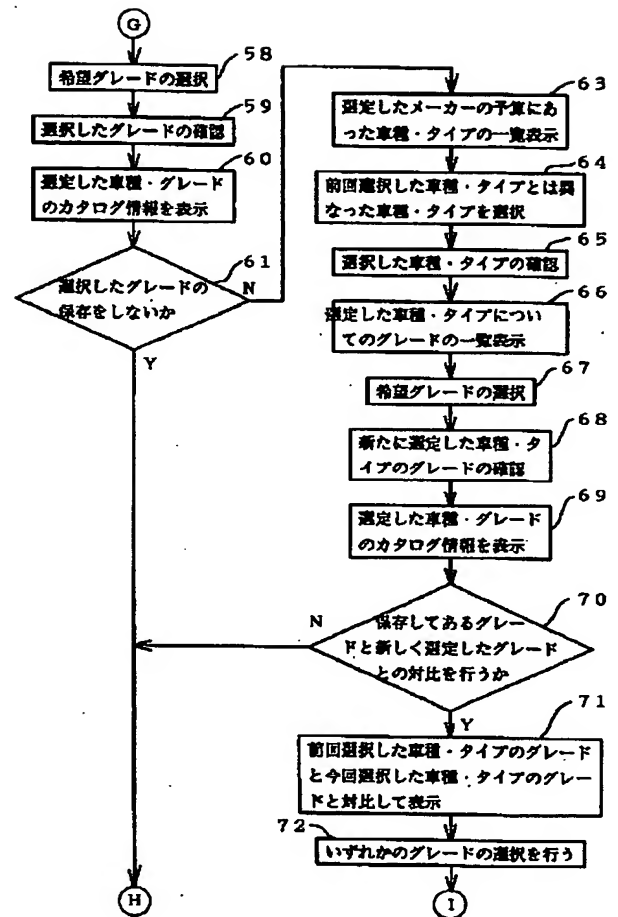 G
58
希望グレードの選択
59
選択したグレードの確認
60
選定した車種・グレード
のカタログ情報を表示
61
選択したグレードの
保存をしないか
N
Y
63
選定したメーカーの予算にあ
った車種・タイプの一覧表示
64
前回選択した車種・タイプとは異
なった車種・タイプを選択
65
選択した車種・タイプの確認
66
選定した車種・タイプについ
てのグレードの一覧表示
67
希望グレードの選択
68
新たに選定した車種・タ
イプのグレードの確認
69
選定した車種・グレード
のカタログ情報を表示
70
保存してあるグレー
ドと新しく選定したグレード
との対比を行うか
N
Y
71
前回選択した車種・タイプのグレード
と今回選択した車種・タイプのグレー
ドと対比して表示
72
いずれかのグレードの選択を行う
H
I